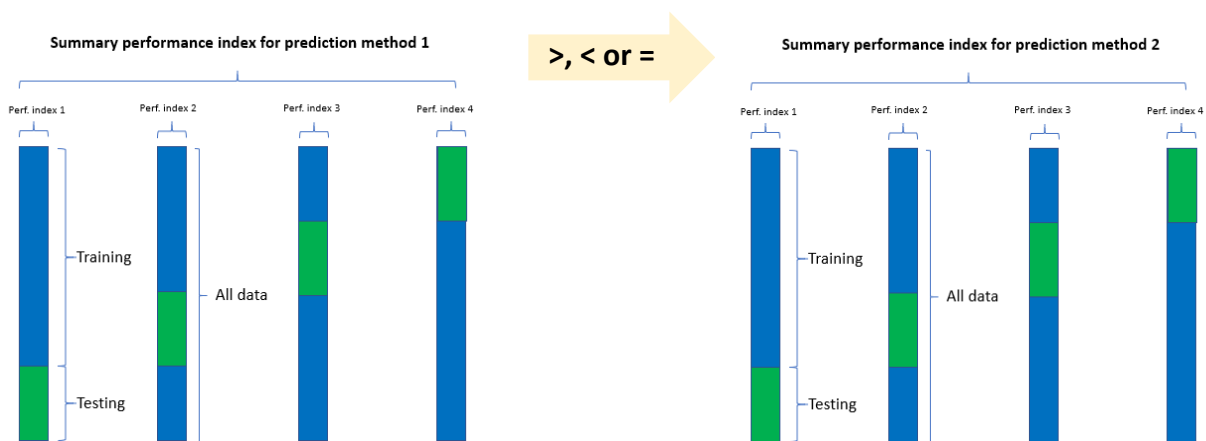 Summary performance index for prediction method 1
>, < or =
Summary performance index for prediction method 2
Perf. index 1
Perf. index 2
Perf. index 3
Perf. index 4
Perf. index 1
Perf. index 2
Perf. index 3
Perf. index 4
Training
All data
Testing
Training
All data
Testing